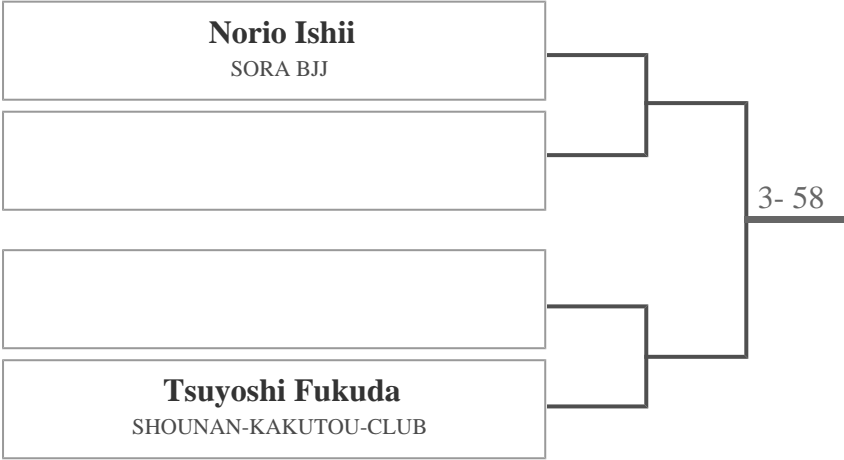 Norio Ishii
SORA BJJ
3- 58
Tsuyoshi Fukuda
SHOUNAN-KAKUTOU-CLUB